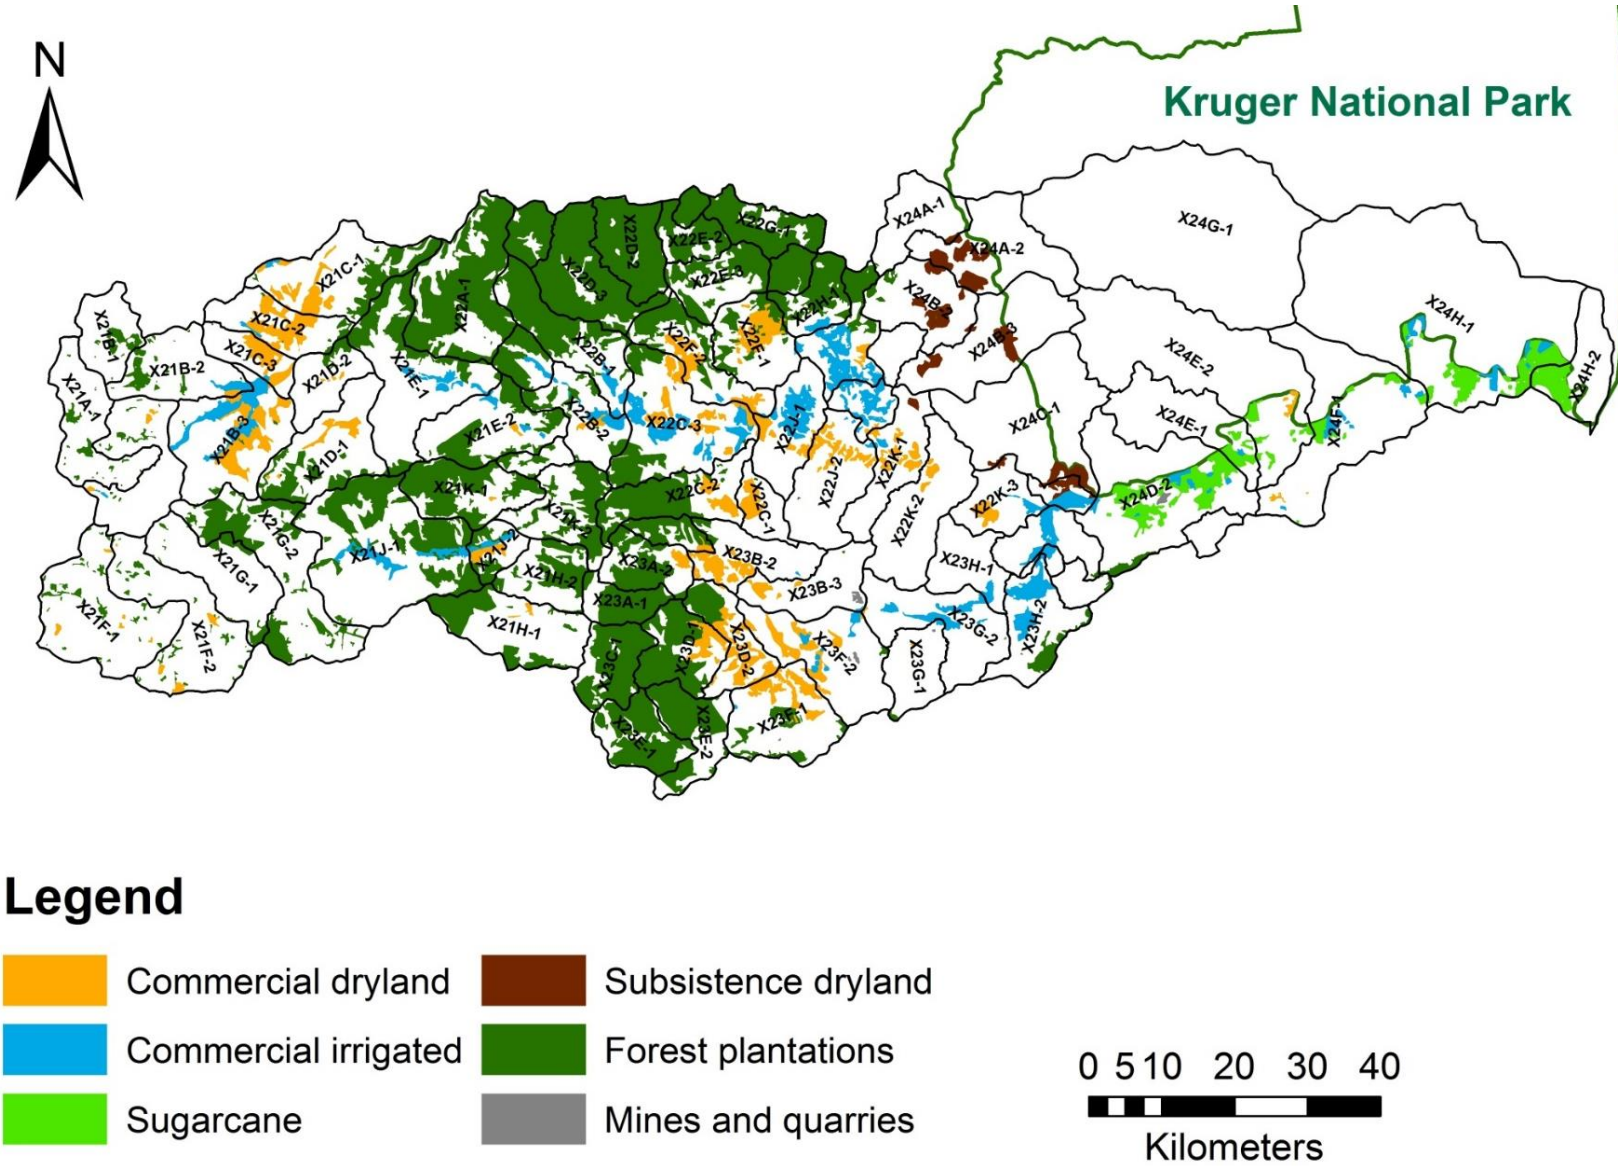 N
Kruger National Park
X24A-1
X22G-1
X22D-2
X22E-2
X24G-1
X24A-2
X21C-1
X22E-3
X22D-3
X22A-1
X24B-2
X22H-1
X24H-1
X21C-2
X21B-1
X22F-2
X22F-1
X24B-3
X21C-3
X22B-1
X24E-2
X21B-2
X21D-2
X21E-1
X24H-2
X21A-1
X22B-2
X22C-3
X22J-1
X24C-1
X24E-1
X24F-1
X21E-2
X21B-3
X21D-1
X22K-1
X22J-2
X21K-1
X22C-2
X22C-1
X22K-3
X24D-2
X21K-2
X22K-2
X21G-2
X21J-1
X21J-2
X23B-2
X23A-2
X23H-1
X21G-1
X21H-2
X23B-3
X23A-1
X21F-1
X21H-1
X23G-2
X23H-2
X21F-2
X23C-1
X23D-1
X23D-2
X23F-2
X23G-1
X23F-1
X23E-1
X23E-2
Legend
Commercial dryland
Subsistence dryland
Commercial irrigated
Forest plantations
Sugarcane
Mines and quarries
0 5 10 20 30 40
Kilometers